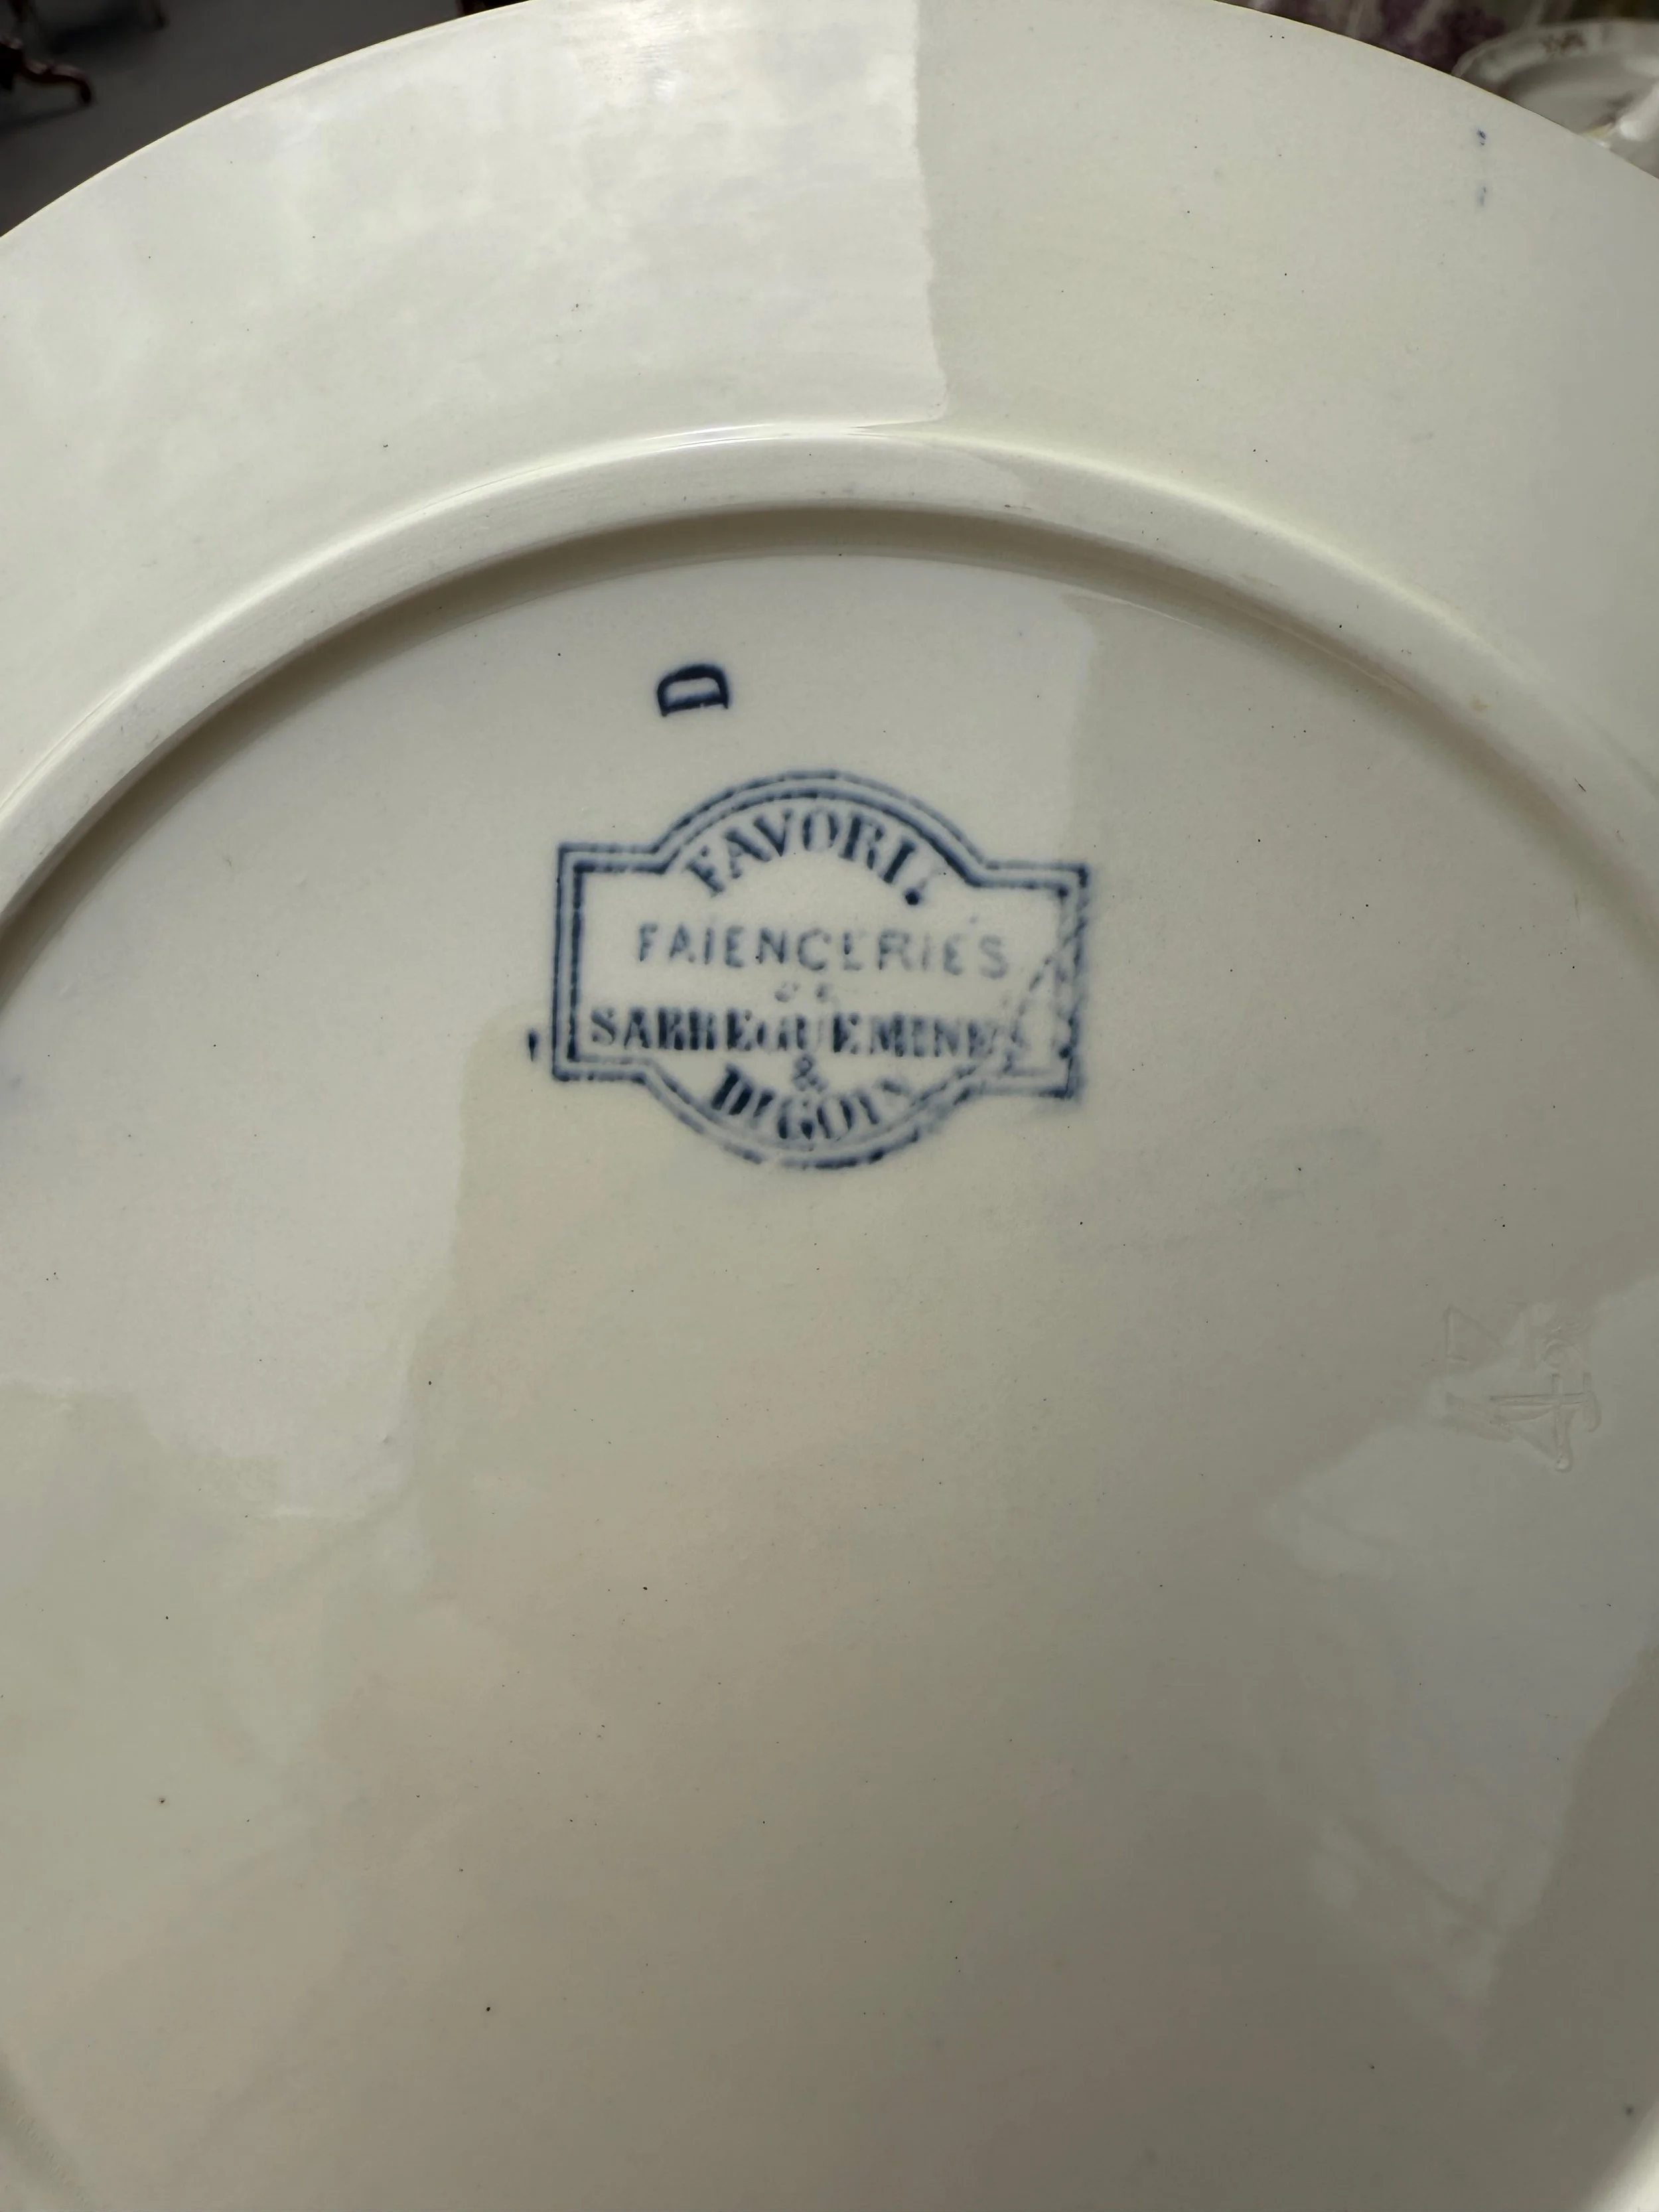 D
FAVORI
FAIENCERIES
DE
SARREGUEMINES
&
DIGOIN